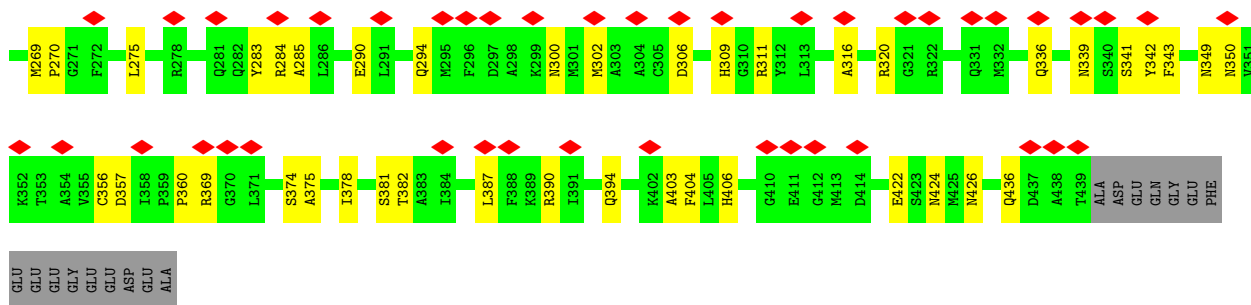 M269 P270 G271 F272 L275 R278 Q281 Q282 Y283 R284 A285 L286 E290 L291 Q294 M295 F296 D297 A298 K299 N300 M301 M302 A303 A304 C305 D306 H309 G310 R311 Y312 L313 A316 R320 G321 R322 Q331 M332 Q336 N339 S340 S341 Y342 F343 N349 N350 V351
K352 T353 A354 V355 C356 D357 I358 P359 P360 R369 G370 L371 S374 A375 I378 S381 T382 A383 I384 L387 F388 K389 R390 I391 Q394 K402 A403 F404 L405 H406 G410 E411 G412 M413 D414 E422 S423 N424 M425 N426 Q436 D437 A438 T439 ALA ASP GLU GLN GLY GLU PHE
GLU GLU GLU GLY GLU GLU ASP GLU ALA